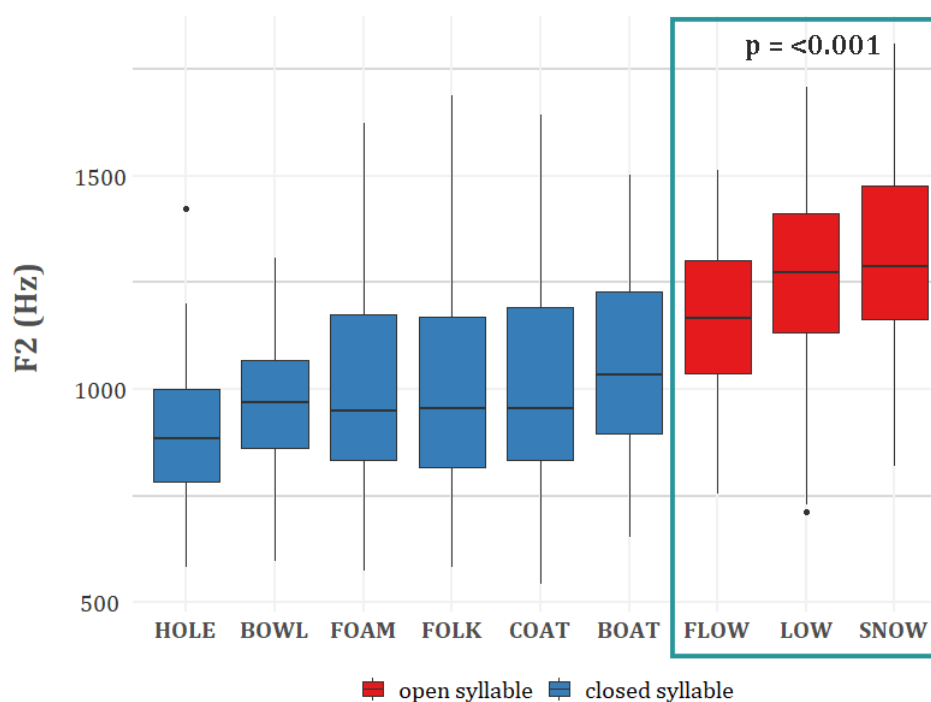 p = <0.001
1500
1000
500
F2 (Hz)
HOLE BOWL FOAM FOLK COAT BOAT FLOW LOW SNOW
open syllable closed syllable